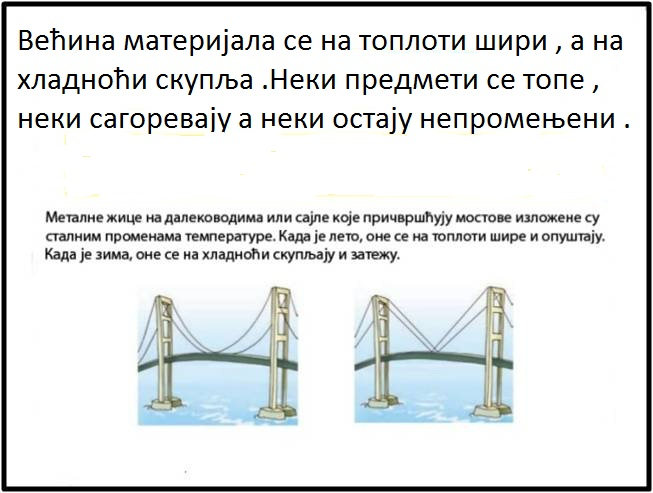 Већина материјала се на топлоти шири , а на
хладноћи скупља .Неки предмети се топе ,
неки сагоревају а неки остају непромењени .
Металне жице на далеководима или сајле које причвршћују мостове изложене су
сталним променама температуре. Када је лето, оне се на топлоти шире и опуштају.
Када је зима, оне се на хладноћи скупљају и затежу.